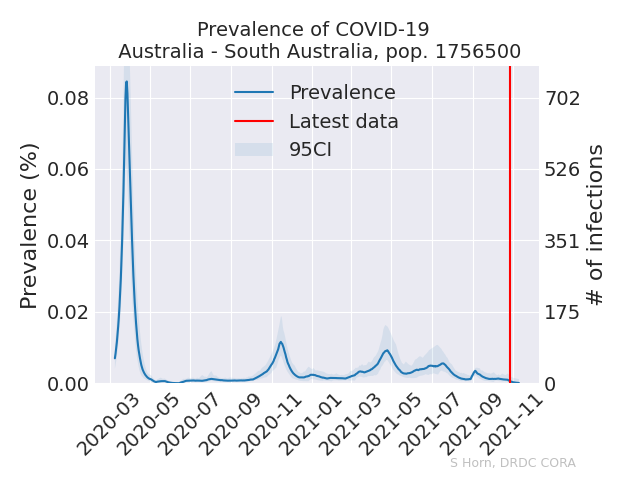 Prevalence of COVID-19
Australia - South Australia, pop. 1756500
Prevalence
Latest data
95CI
Prevalence (%)
0.08
0.06
0.04
0.02
0.00
702
526
351
175
0
# of infections
2020-03
2020-05
2020-07
2020-09
2020-11
2021-01
2021-03
2021-05
2021-07
2021-09
2021-11
S Horn, DRDC CORA